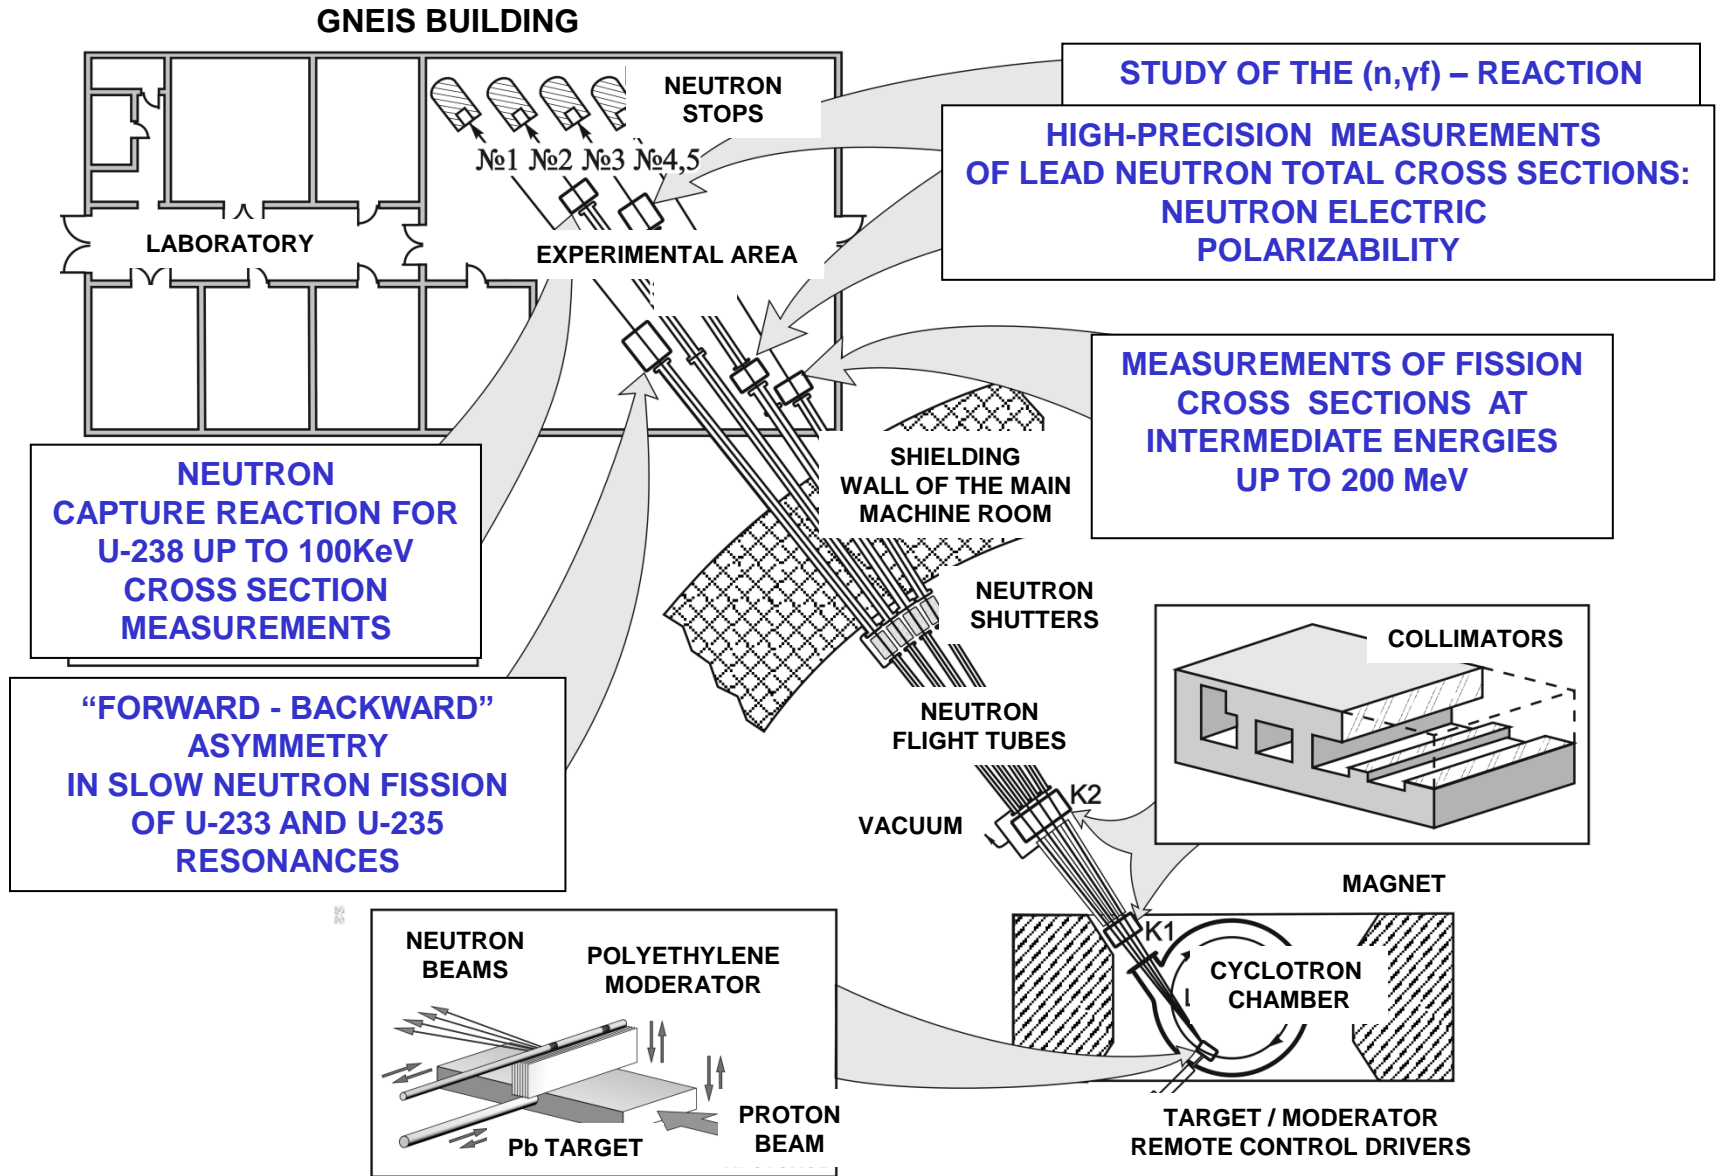 GNEIS BUILDING
NEUTRON
STOPS
№1 №2 №3 №4,5
LABORATORY
EXPERIMENTAL AREA
STUDY OF THE (n,γf) – REACTION
HIGH-PRECISION MEASUREMENTS
OF LEAD NEUTRON TOTAL CROSS SECTIONS:
NEUTRON ELECTRIC
POLARIZABILITY
MEASUREMENTS OF FISSION
CROSS SECTIONS AT
INTERMEDIATE ENERGIES
UP TO 200 MeV
NEUTRON
CAPTURE REACTION FOR
U-238 UP TO 100KeV
CROSS SECTION
MEASUREMENTS
SHIELDING
WALL OF THE MAIN
MACHINE ROOM
NEUTRON
SHUTTERS
COLLIMATORS
“FORWARD - BACKWARD”
ASYMMETRY
IN SLOW NEUTRON FISSION
OF U-233 AND U-235
RESONANCES
NEUTRON
FLIGHT TUBES
K2
VACUUM
MAGNET
K1
CYCLOTRON
CHAMBER
NEUTRON
BEAMS
POLYETHYLENE
MODERATOR
Pb TARGET
PROTON
BEAM
TARGET / MODERATOR
REMOTE CONTROL DRIVERS